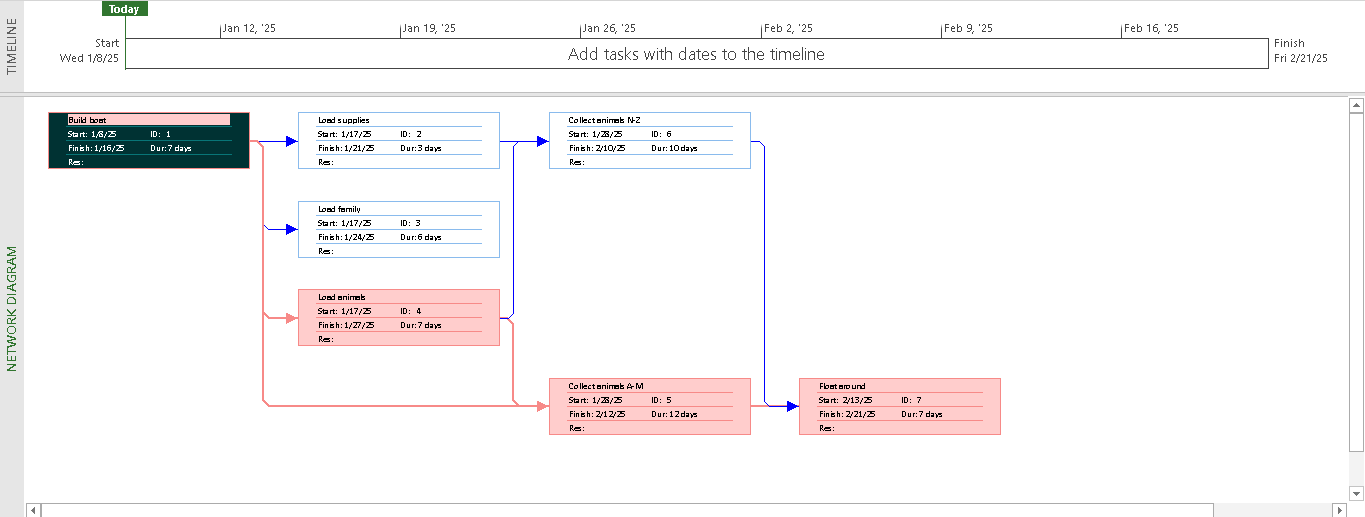 Today
TIMELINE
Jan 12, '25
Jan 19, '25
Jan 26, '25
Feb 2, '25
Feb 9, '25
Feb 16, '25
Start
Wed 1/8/25
Add tasks with dates to the timeline
Finish
Fri 2/21/25
NETWORK DIAGRAM
Build boat
Start: 1/8/25 ID: 1
Finish: 1/16/25 Dur: 7 days
Res:
Load supplies
Start: 1/17/25 ID: 2
Finish: 1/21/25 Dur: 3 days
Res:
Collect animals N-Z
Start: 1/28/25 ID: 6
Finish: 2/10/25 Dur: 10 days
Res:
Load family
Start: 1/17/25 ID: 3
Finish: 1/24/25 Dur: 6 days
Res:
Load animals
Start: 1/17/25 ID: 4
Finish: 1/27/25 Dur: 7 days
Res:
Collect animals A-M
Start: 1/28/25 ID: 5
Finish: 2/12/25 Dur: 12 days
Res:
Float around
Start: 2/13/25 ID: 7
Finish: 2/21/25 Dur: 7 days
Res: